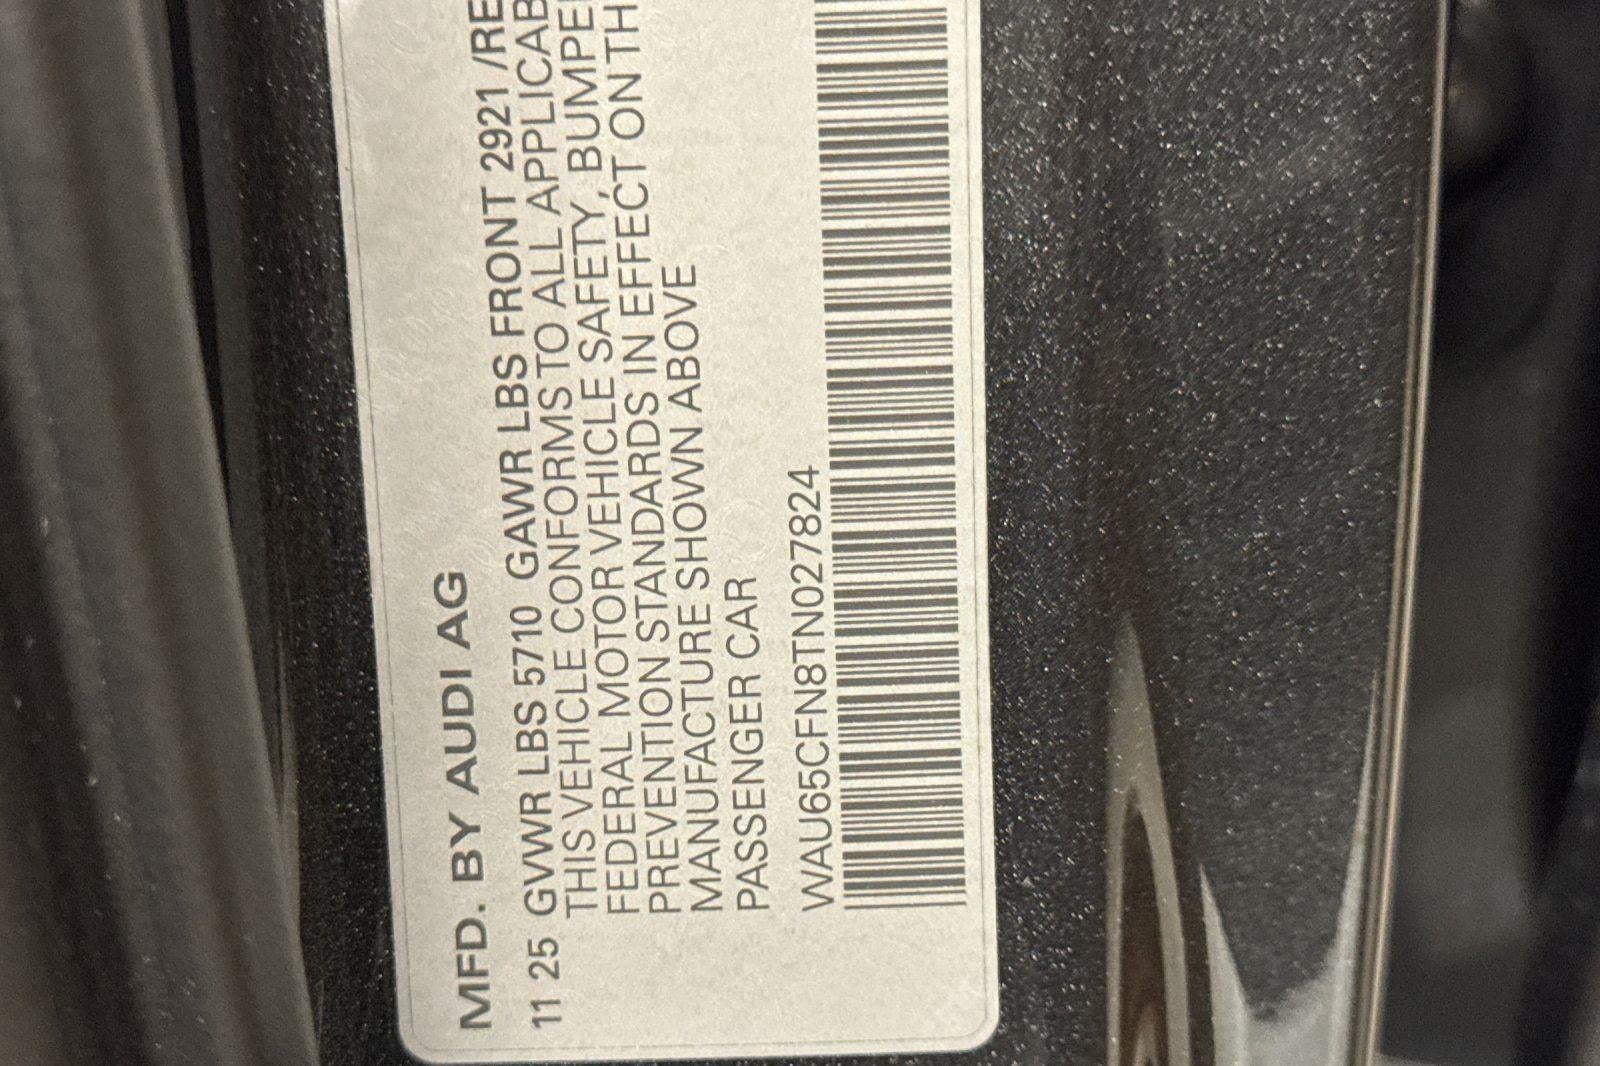 MFD. BY AUDI AG
11 25 GVWR LBS 5710 GAWR LBS FRONT 2921 /RE
THIS VEHICLE CONFORMS TO ALL APPLICAB
FEDERAL MOTOR VEHICLE SAFETY, BUMPE
PREVENTION STANDARDS IN EFFECT ON TH
MANUFACTURE SHOWN ABOVE
PASSENGER CAR
WAU65CFN8TN027824